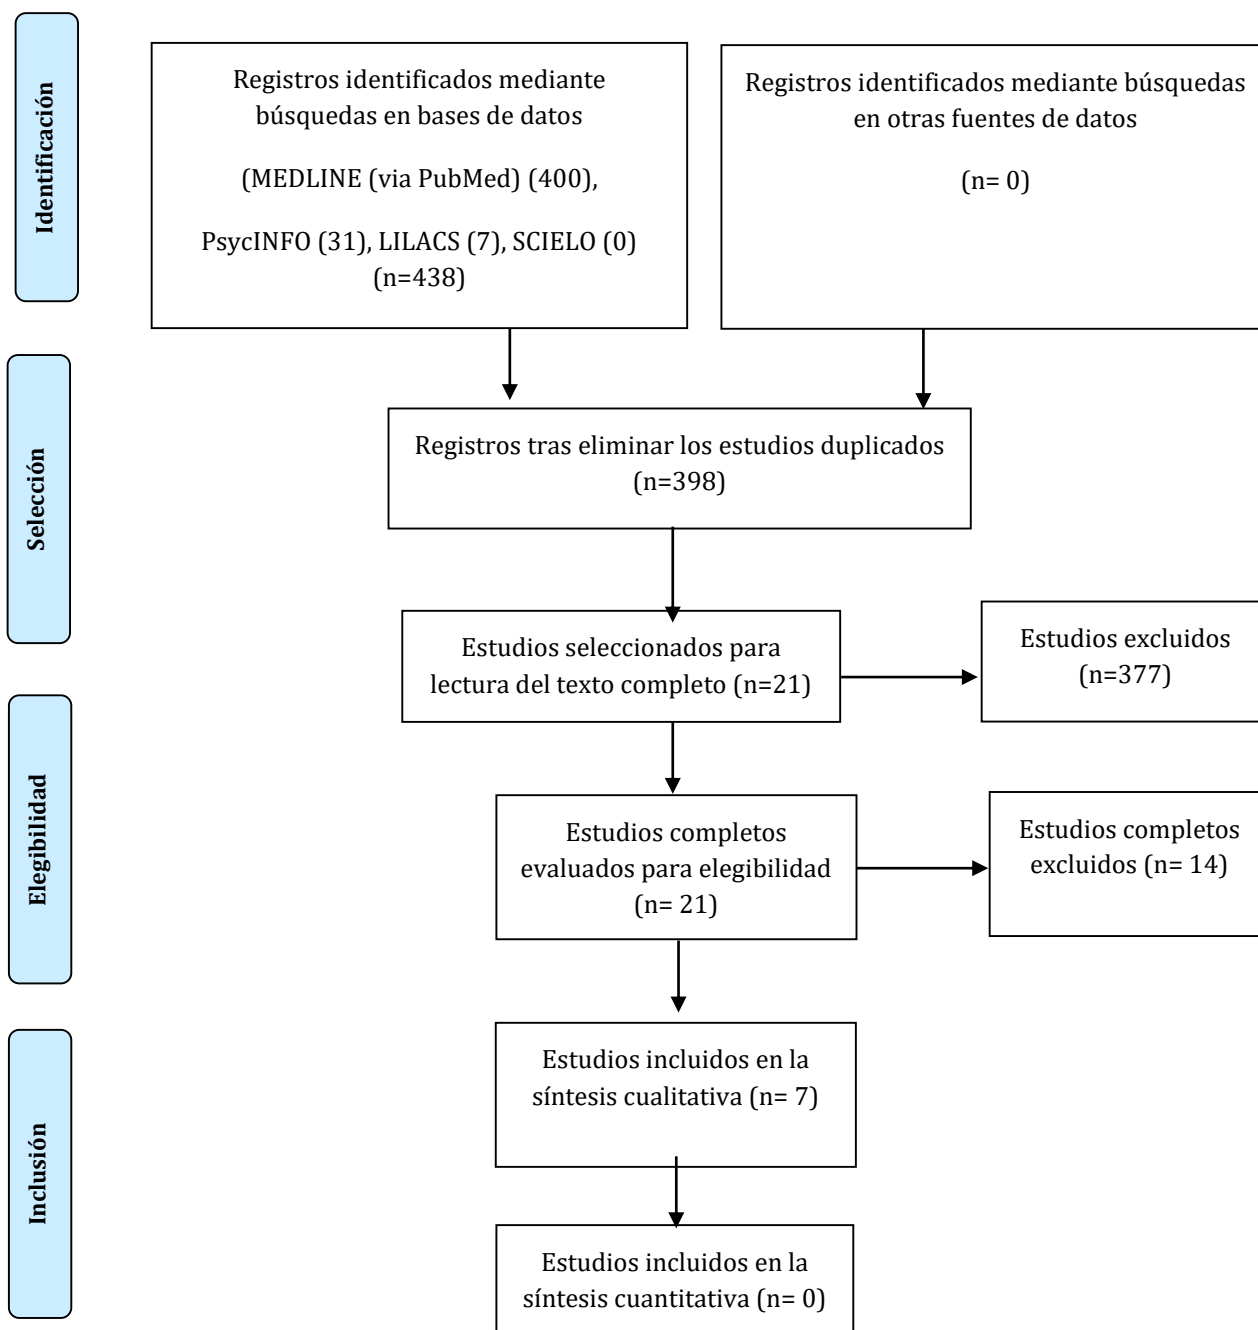 Identificación
Registros identificados mediante
búsquedas en bases de datos
(MEDLINE (via PubMed) (400),
PsycINFO (31), LILACS (7), SCIELO (0)
(n=438)
Registros identificados mediante búsquedas
en otras fuentes de datos
(n= 0)
Selección
Registros tras eliminar los estudios duplicados
(n=398)
Estudios seleccionados para
lectura del texto completo (n=21)
Estudios excluidos
(n=377)
Elegibilidad
Estudios completos
evaluados para elegibilidad
(n= 21)
Estudios completos
excluidos (n= 14)
Inclusión
Estudios incluidos en la
síntesis cualitativa (n= 7)
Estudios incluidos en la
síntesis cuantitativa (n= 0)